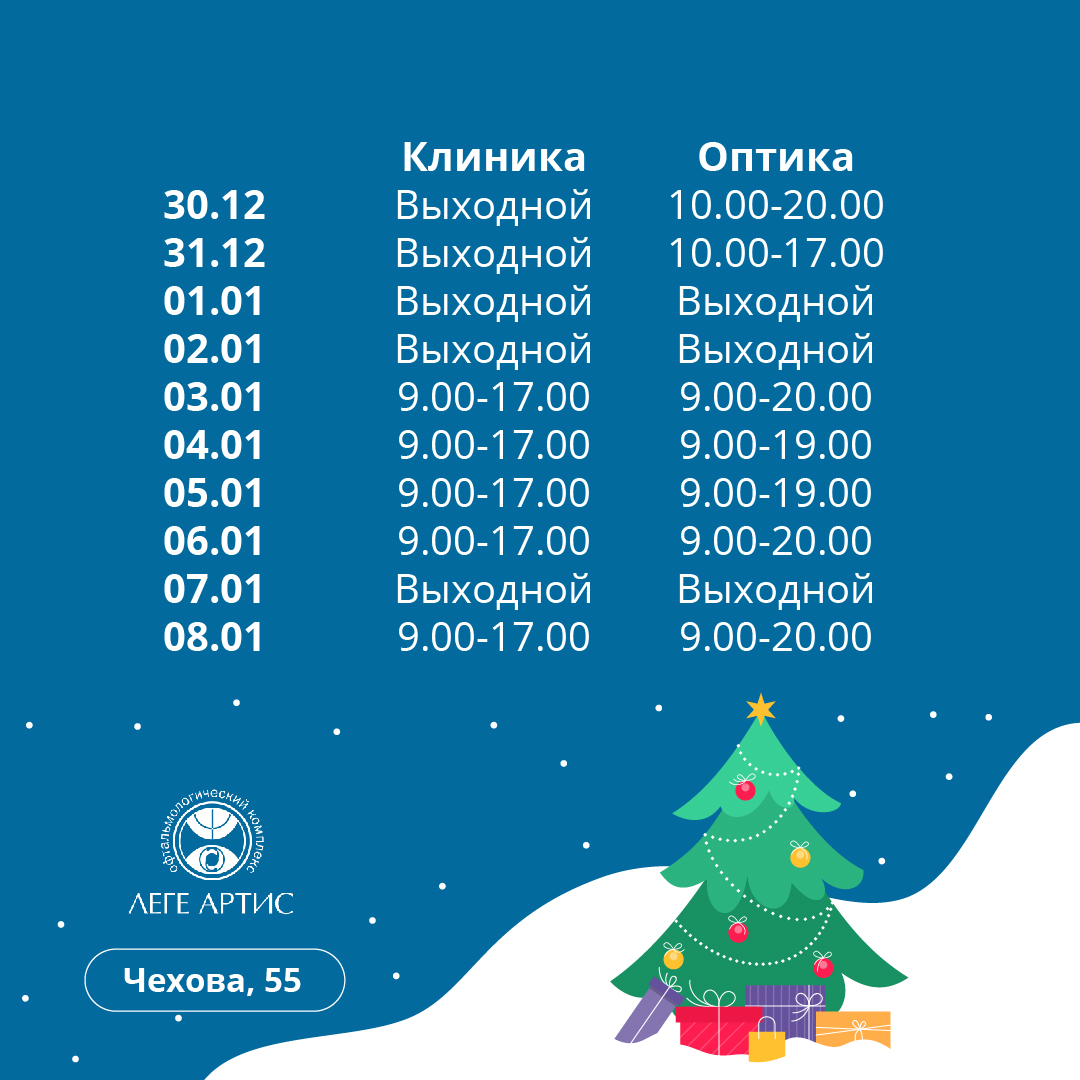 Клиника Оптика
30.12 Выходной 10.00-20.00
31.12 Выходной 10.00-17.00
01.01 Выходной Выходной
02.01 Выходной Выходной
03.01 9.00-17.00 9.00-20.00
04.01 9.00-17.00 9.00-19.00
05.01 9.00-17.00 9.00-19.00
06.01 9.00-17.00 9.00-20.00
07.01 Выходной Выходной
08.01 9.00-17.00 9.00-20.00
офтальмологический комплекс
ЛЕГЕ АРТИС
Чехова, 55